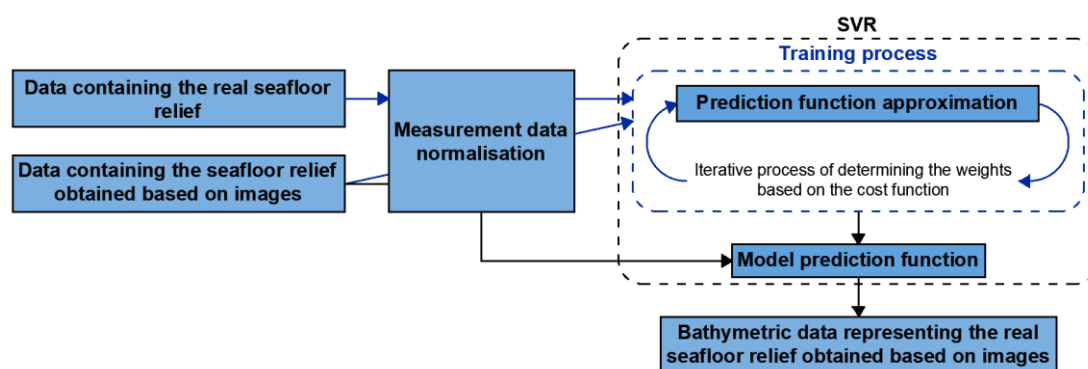 SVR
Training process
Data containing the real seafloor
relief
Data containing the seafloor relief
obtained based on images
Measurement data
normalisation
Prediction function approximation
Iterative process of determining the weights
based on the cost function
Model prediction function
Bathymetric data representing the real
seafloor relief obtained based on images